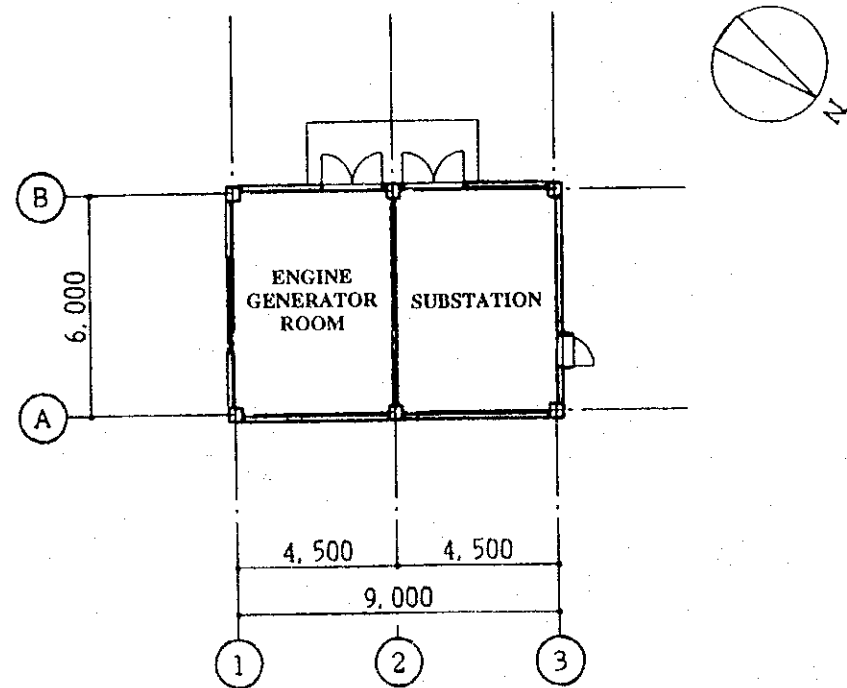 N
B
6,000
A
ENGINE
GENERATOR
ROOM
SUBSTATION
4,500
4,500
9,000
1
2
3